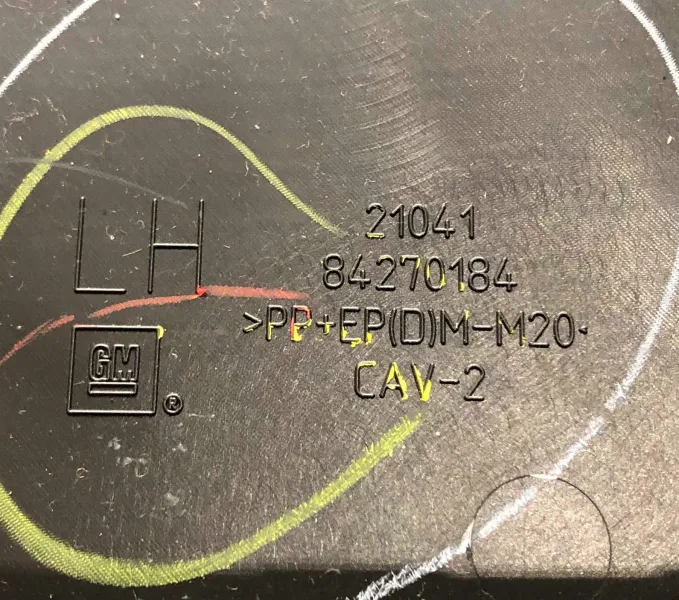 LH
GM
®
21041
84270184
>PP+EP(D)M-M20·
CAV-2